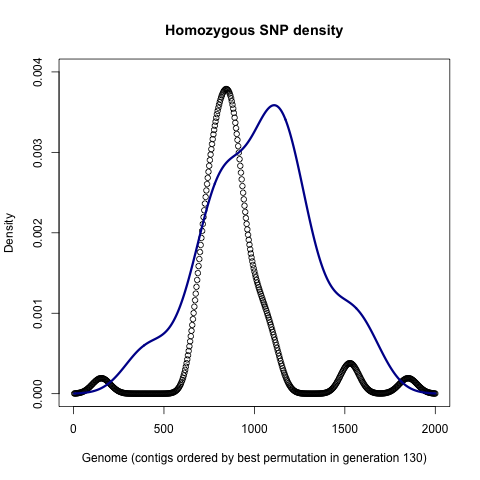 Homozygous SNP density
Density
0.004
0.003
0.002
0.001
0.000
0 500 1000 1500 2000
Genome (contigs ordered by best permutation in generation 130)